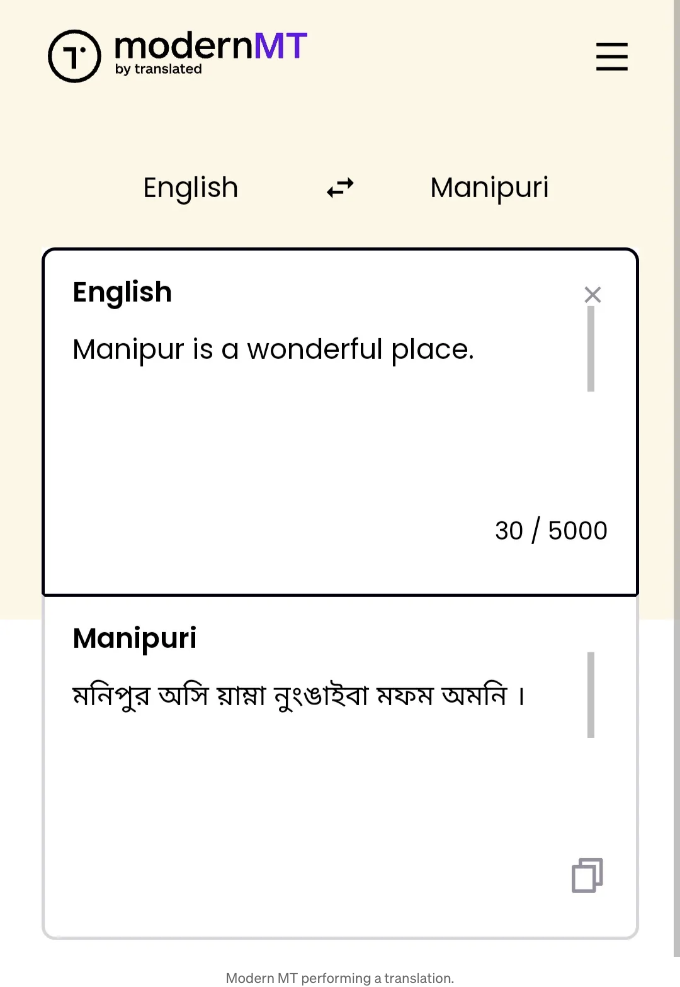 modernMT
by translated
English
Manipuri
English
Manipur is a wonderful place.
30 / 5000
Manipuri
মনিপুর অসি য়াম্না নুংঙাইবা মফম অমনি ।
Modern MT performing a translation.